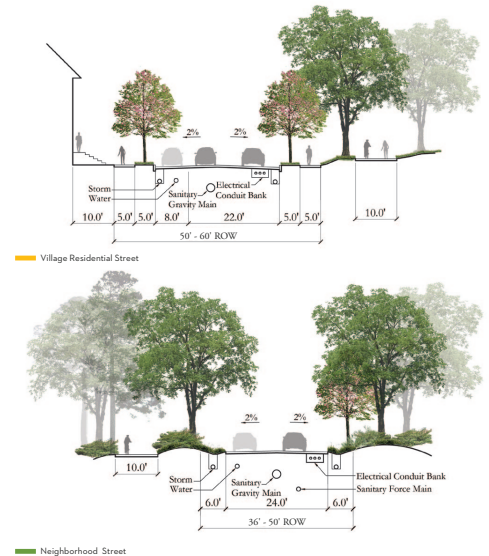 2% 2%
Storm
Water
Sanitary
Gravity Main
Electrical
Conduit Bank
10.0' 5.0' 5.0' 8.0' 22.0' 5.0' 5.0' 10.0'
50' - 60' ROW
Village Residential Street
2% 2%
10.0'
Storm
Water
Sanitary
Gravity Main
Electrical Conduit Bank
Sanitary Force Main
6.0' 24.0' 6.0'
36' - 50' ROW
Neighborhood Street